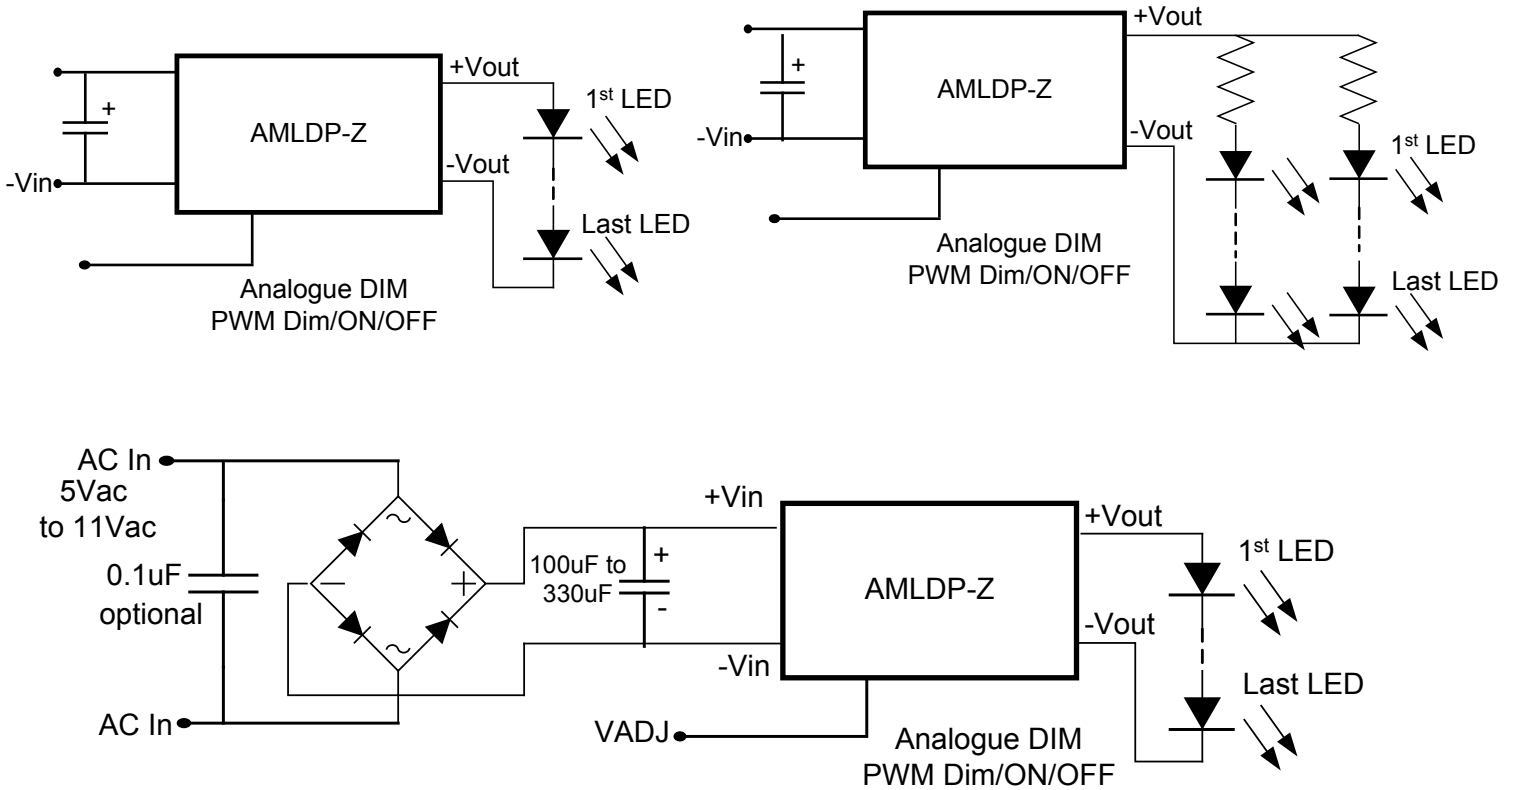 +Vout
1st LED
+
AMLDP-Z
-Vout
-Vin
Last LED
Analogue DIM
PWM Dim/ON/OFF
+Vout
+
AMLDP-Z
-Vin
-Vout
1st LED
Analogue DIM
PWM Dim/ON/OFF
Last LED
AC In
5Vac
to 11Vac
0.1uF
optional
AC In
+Vin
100uF to
330uF
+
-
-Vin
AMLDP-Z
+Vout
1st LED
-Vout
Last LED
VADJ
Analogue DIM
PWM Dim/ON/OFF